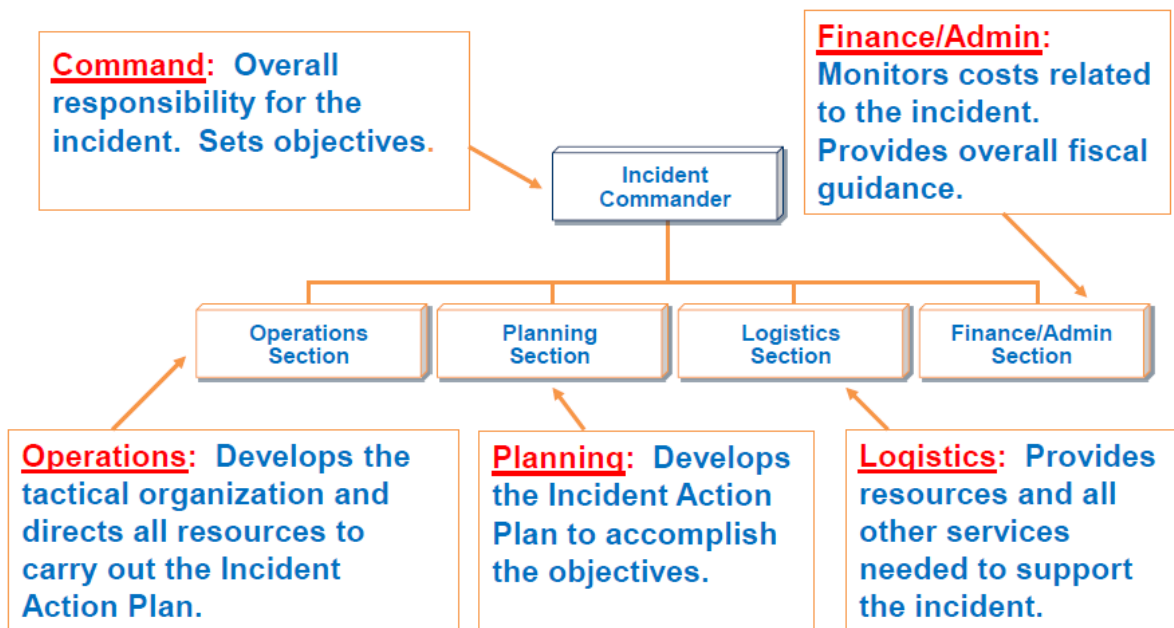 Command:  Overall
responsibility for the
incident.  Sets objectives.
Finance/Admin:
Monitors costs related
to the incident.
Provides overall fiscal
guidance.
Incident
Commander
Operations
Section
Planning
Section
Logistics
Section
Finance/Admin
Section
Operations:  Develops the
tactical organization and
directs all resources to
carry out the Incident
Action Plan.
Planning:  Develops
the Incident Action
Plan to accomplish
the objectives.
Logistics:  Provides
resources and all
other services
needed to support
the incident.